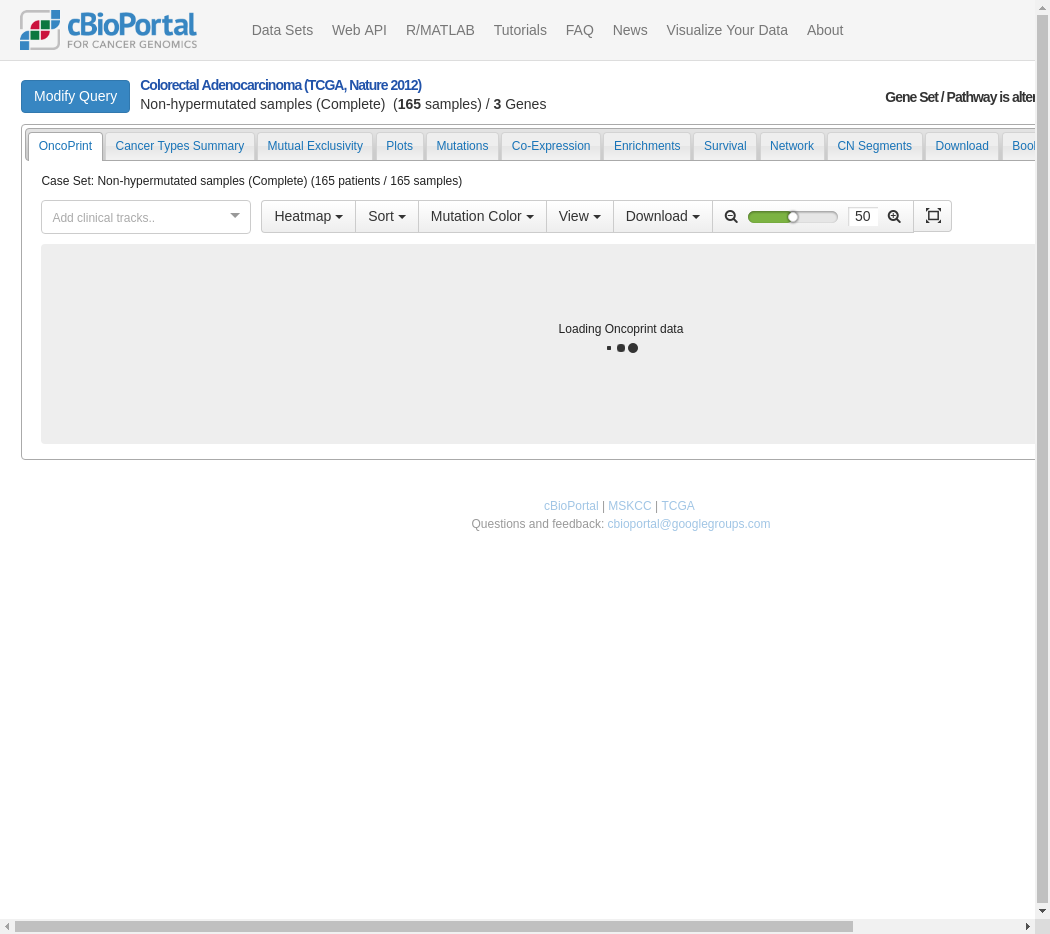 cBioPortal
FOR CANCER GENOMICS
Data Sets Web API R/MATLAB Tutorials FAQ News Visualize Your Data About
Modify Query
Colorectal Adenocarcinoma (TCGA, Nature 2012)
Non-hypermutated samples (Complete) (165 samples) / 3 Genes
Gene Set / Pathway is alter
OncoPrint Cancer Types Summary Mutual Exclusivity Plots Mutations Co-Expression Enrichments Survival Network CN Segments Download Boo
Case Set: Non-hypermutated samples (Complete) (165 patients / 165 samples)
Add clinical tracks.. Heatmap Sort Mutation Color View Download 50
Loading Oncoprint data
cBioPortal | MSKCC | TCGA
Questions and feedback: cbioportal@googlegroups.com